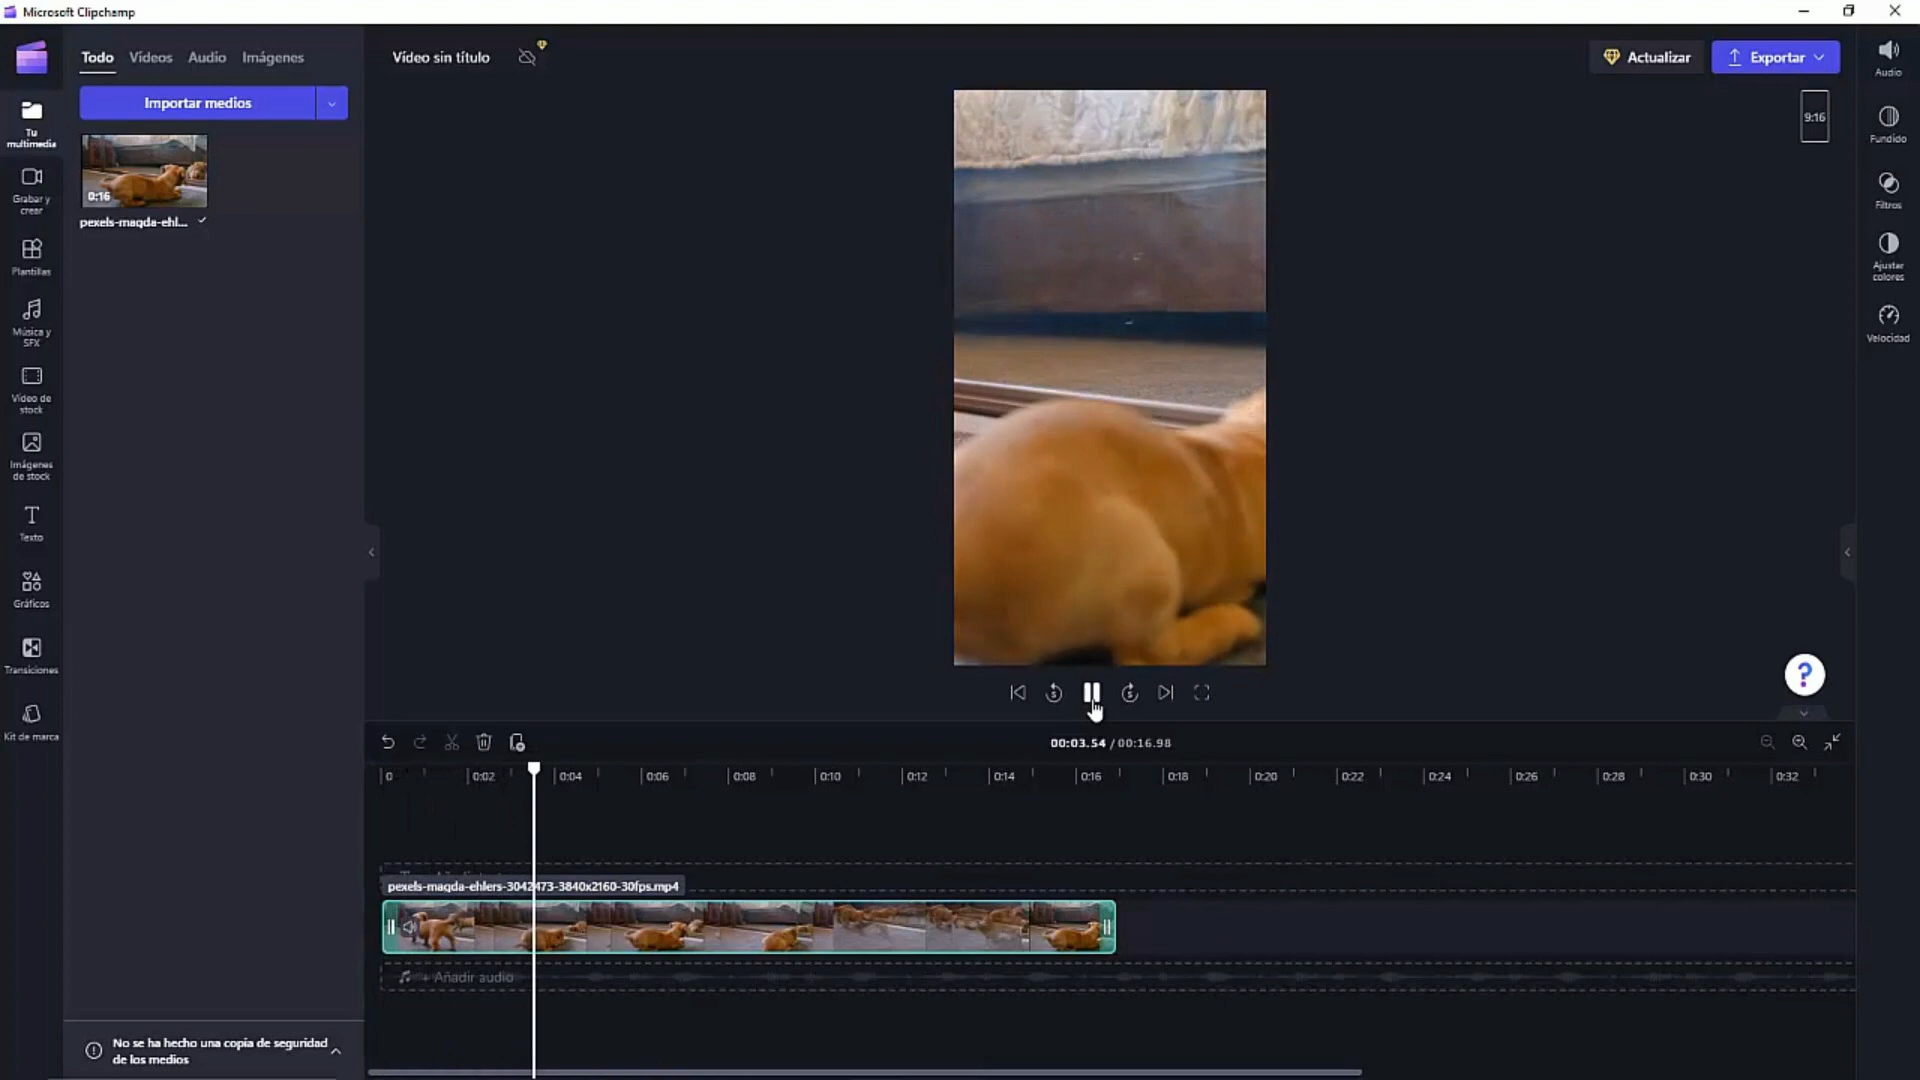 Microsoft Clipchamp
Todo
Vídeos
Audio
Imágenes
Importar medios
0:16
pexels-magda-ehl...
Tu
multimedia
Grabar y
crear
Plantillas
Música y
SFX
Vídeo de
stock
Imágenes
de stock
Texto
Gráficos
Transiciones
Kit de marca
No se ha hecho una copia de seguridad
de los medios
Vídeo sin título
Actualizar
Exportar
9:16
Audio
Fundido
Filtros
Ajustar
colores
Velocidad
5
5
?
00:03.54 / 00:16.98
0
0:02
0:04
0:06
0:08
0:10
0:12
0:14
0:16
0:18
0:20
0:22
0:24
0:26
0:28
0:30
0:32
pexels-magda-ehlers-3042473-3840x2160-30fps.mp4
+ Añadir audio